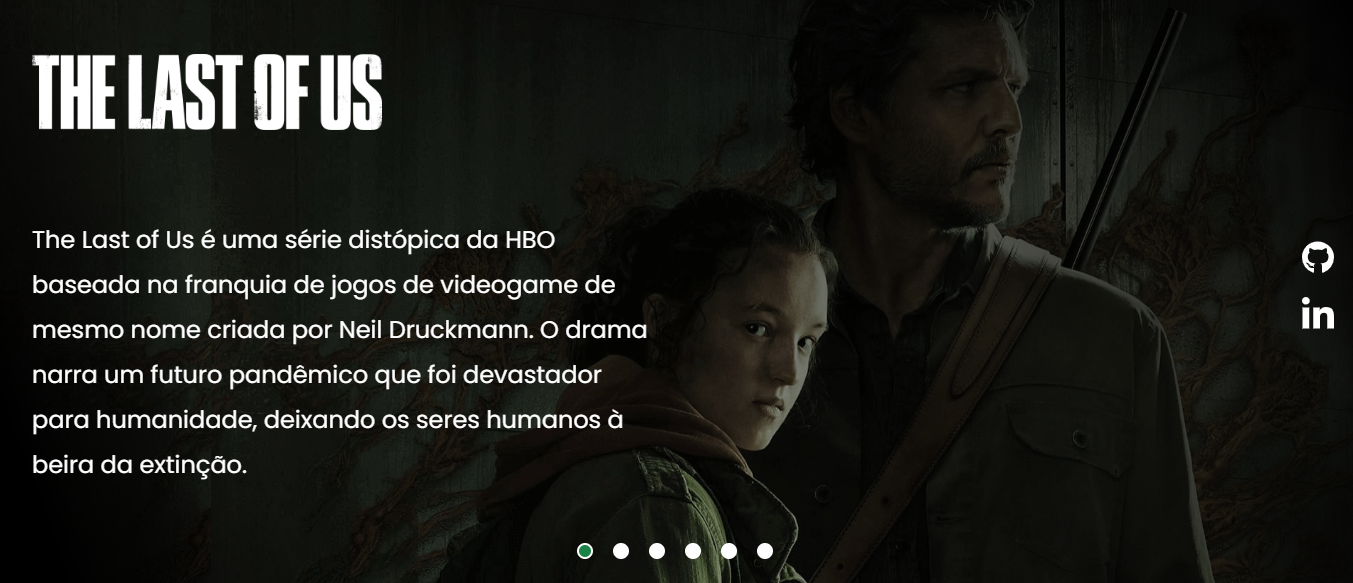 THE LAST OF US
The Last of Us é uma série distópica da HBO
baseada na franquia de jogos de videogame de
mesmo nome criada por Neil Druckmann. O drama
narra um futuro pandêmico que foi devastador
para humanidade, deixando os seres humanos à
beira da extinção.
in